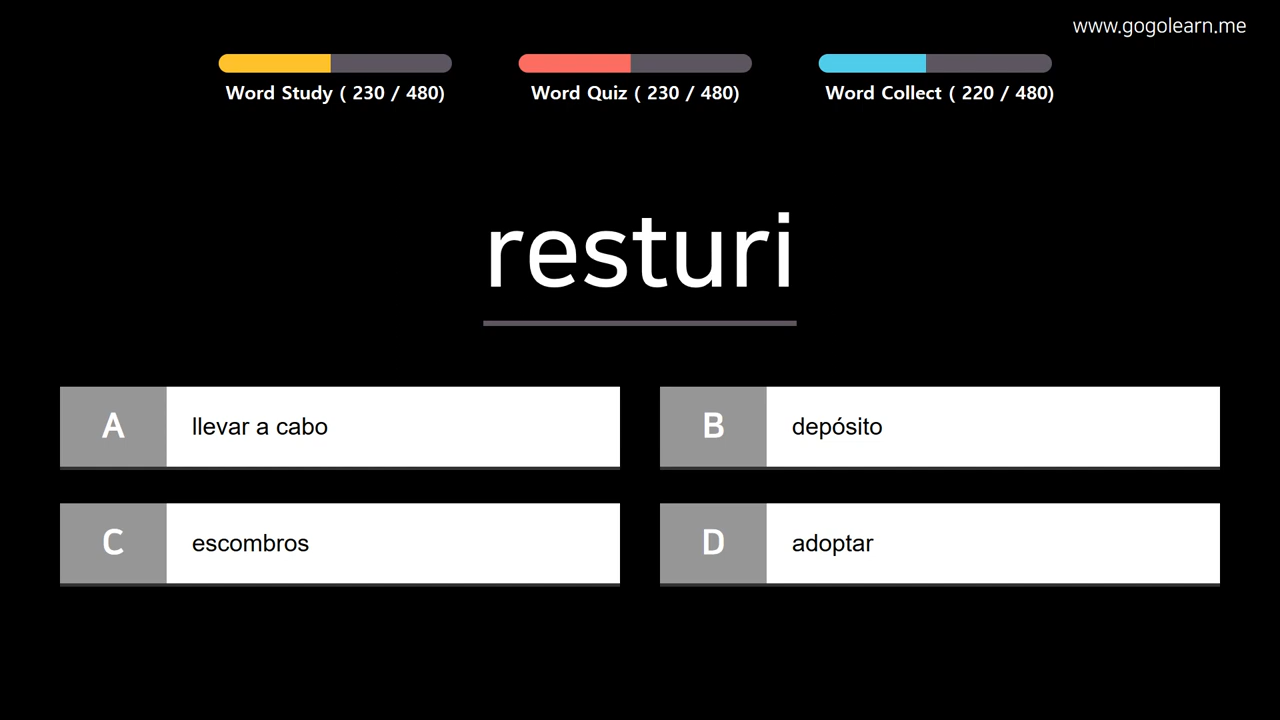 www.gogolearn.me
Word Study ( 230 / 480)
Word Quiz ( 230 / 480)
Word Collect ( 220 / 480)
resturi
A
llevar a cabo
B
depósito
C
escombros
D
adoptar